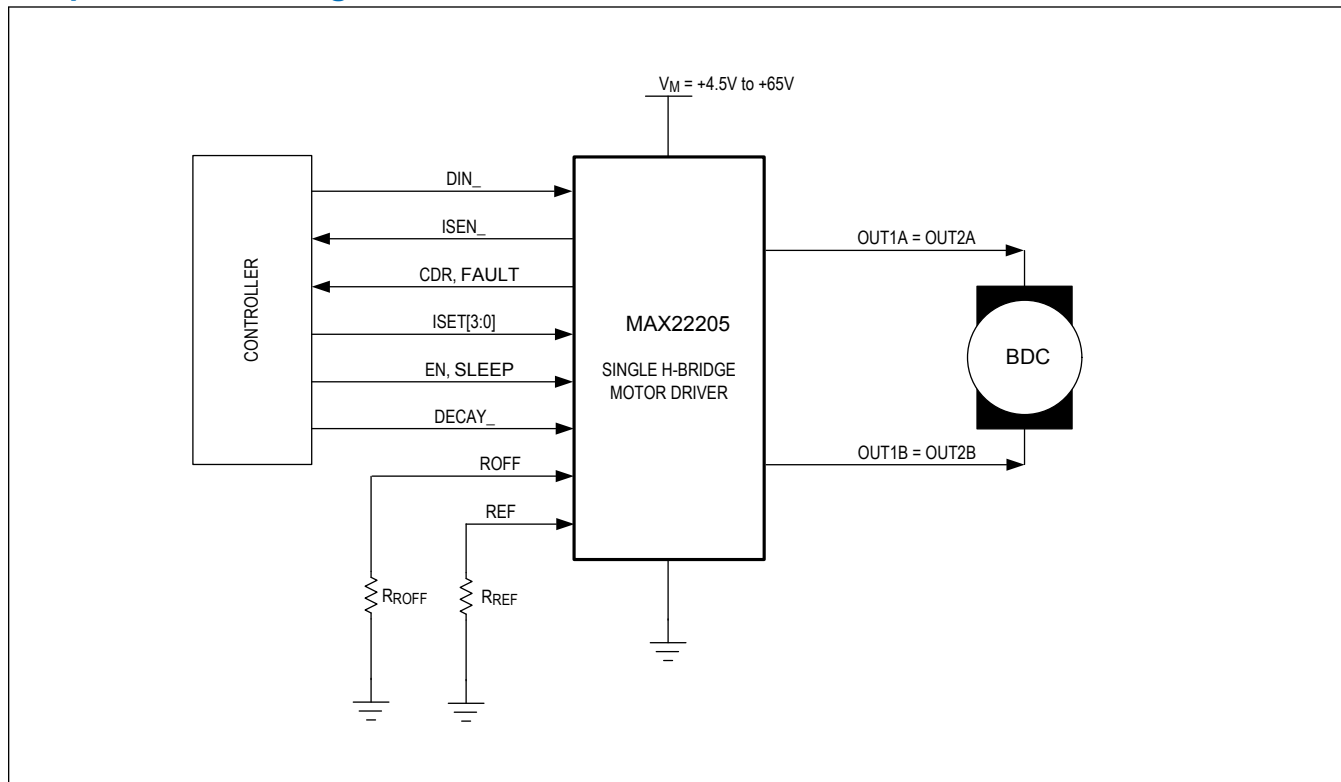 VM = +4.5V to +65V
CONTROLLER
DIN_
ISEN_
CDR, FAULT
ISET[3:0]
EN, SLEEP
DECAY_
ROFF
REF
MAX22205
SINGLE H-BRIDGE
MOTOR DRIVER
OUT1A = OUT2A
BDC
OUT1B = OUT2B
RROFF
RREF